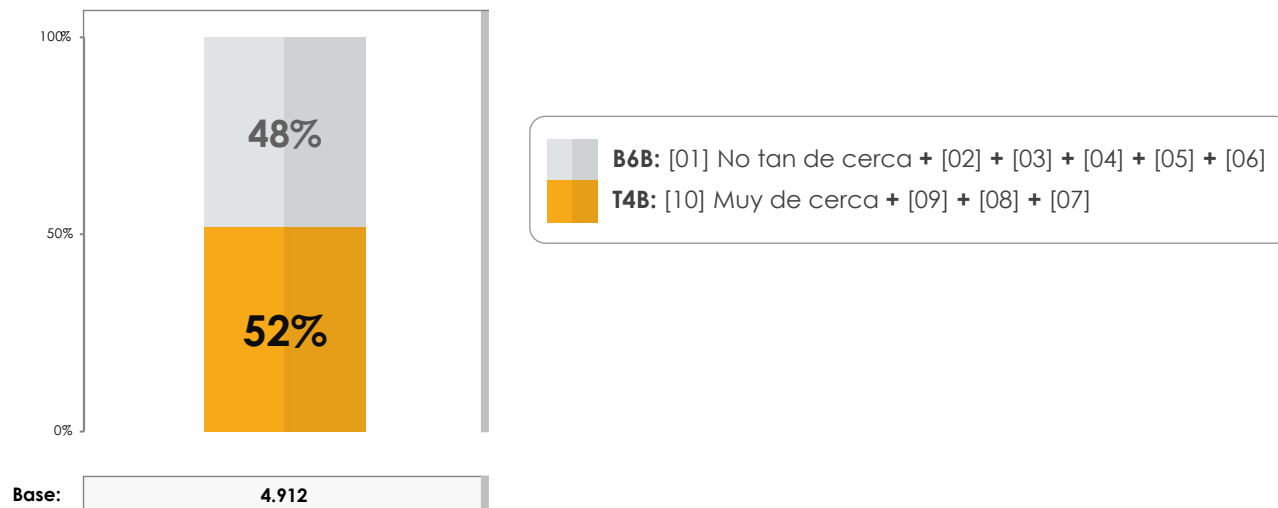 100%
48%
50%
52%
0%
B6B: [01] No tan de cerca + [02] + [03] + [04] + [05] + [06]
T4B: [10] Muy de cerca + [09] + [08] + [07]
Base: 4.912